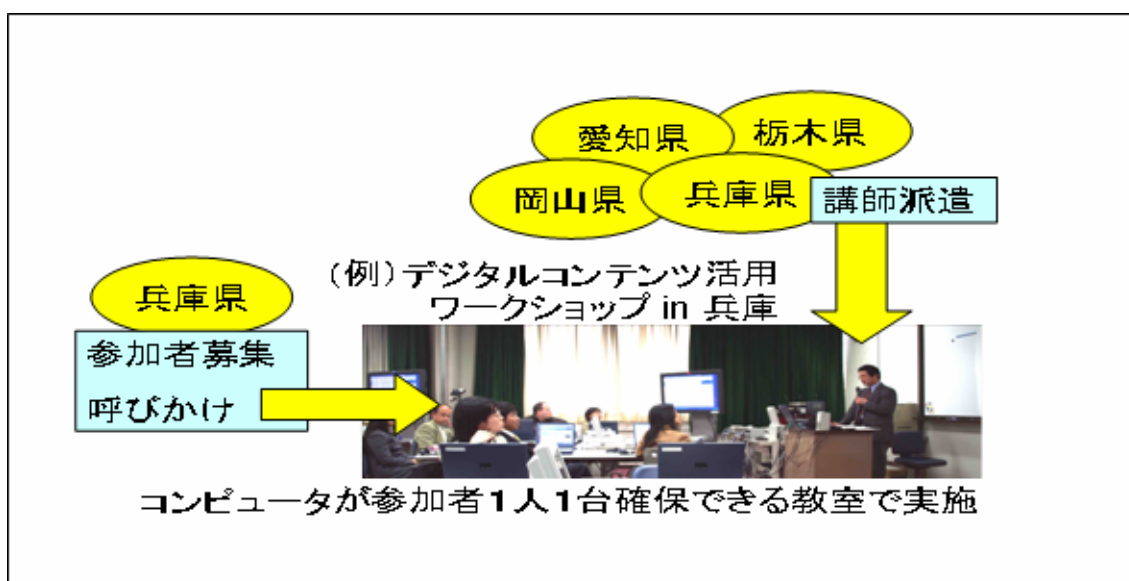 愛知県
栃木県
岡山県
兵庫県
講師派遣
(例)デジタルコンテンツ活用
ワークショップ in 兵庫
兵庫県
参加者募集
呼びかけ
コンピュータが参加者1人1台確保できる教室で実施